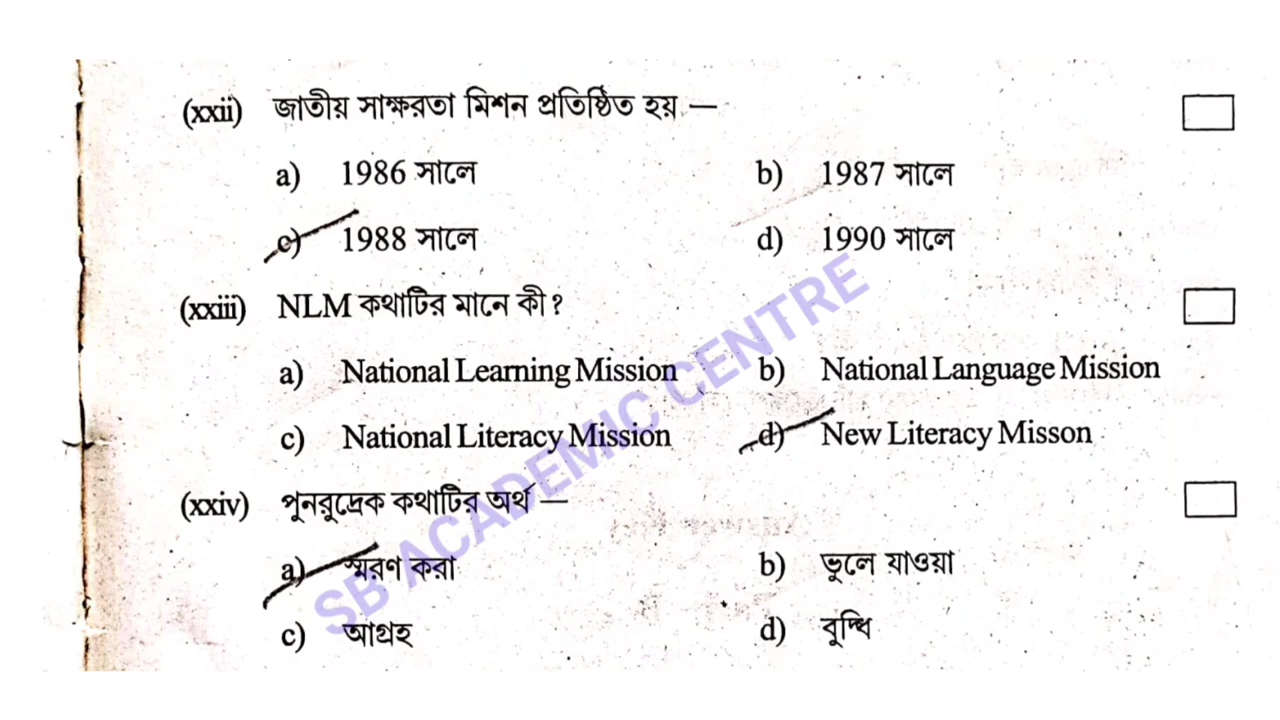 (xxii) জাতীয় সাক্ষরতা মিশন প্রতিষ্ঠিত হয় —
a) 1986 সালে b) 1987 সালে
c) 1988 সালে d) 1990 সালে
(xxiii) NLM কথাটির মানে কী?
a) National Learning Mission b) National Language Mission
c) National Literacy Mission d) New Literacy Misson
(xxiv) পুনরুদ্রেক কথাটির অর্থ —
a) স্মরণ করা b) ভুলে যাওয়া
c) আগ্রহ d) বুদ্ধি
SB ACADEMIC CENTRE